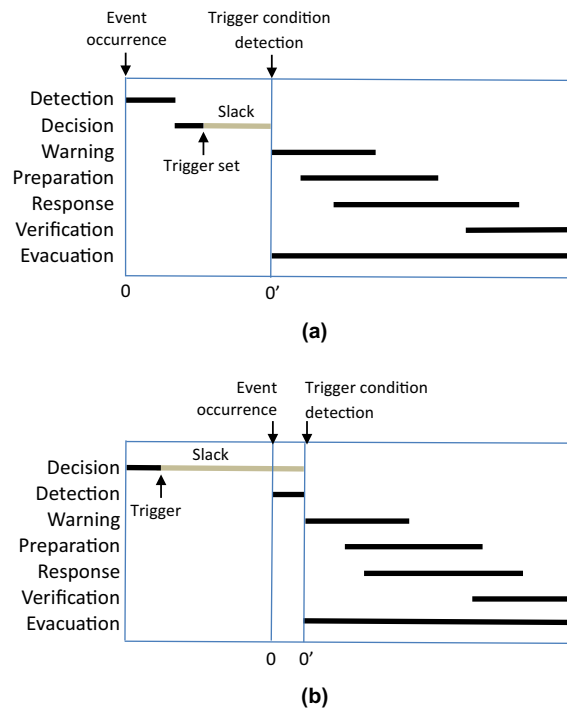 Event
occurrence
Trigger condition
detection
Detection
Slack
Decision
Trigger set
Warning
Preparation
Response
Verification
Evacuation
0
0'
(a)
Event
occurrence
Trigger condition
detection
Slack
Decision
Detection
Trigger
Warning
Preparation
Response
Verification
Evacuation
0
0'
(b)